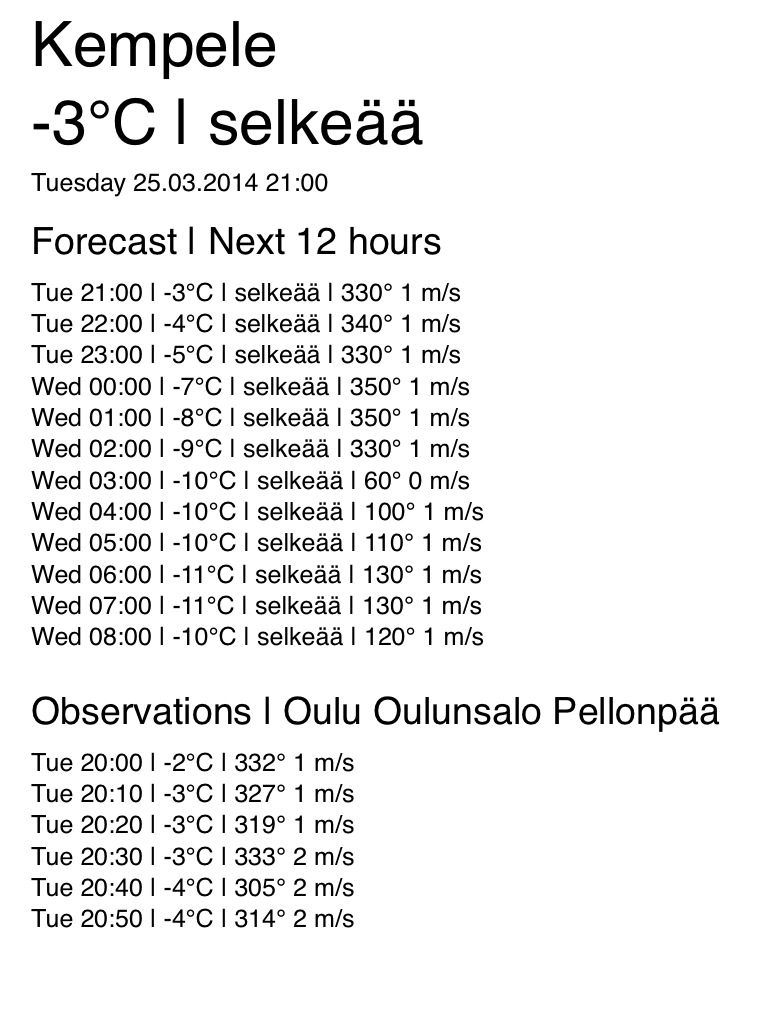 Kempele
-3°C | selkeää
Tuesday 25.03.2014 21:00
Forecast | Next 12 hours
Tue 21:00 | -3°C | selkeää | 330° 1 m/s
Tue 22:00 | -4°C | selkeää | 340° 1 m/s
Tue 23:00 | -5°C | selkeää | 330° 1 m/s
Wed 00:00 | -7°C | selkeää | 350° 1 m/s
Wed 01:00 | -8°C | selkeää | 350° 1 m/s
Wed 02:00 | -9°C | selkeää | 330° 1 m/s
Wed 03:00 | -10°C | selkeää | 60° 0 m/s
Wed 04:00 | -10°C | selkeää | 100° 1 m/s
Wed 05:00 | -10°C | selkeää | 110° 1 m/s
Wed 06:00 | -11°C | selkeää | 130° 1 m/s
Wed 07:00 | -11°C | selkeää | 130° 1 m/s
Wed 08:00 | -10°C | selkeää | 120° 1 m/s
Observations | Oulu Oulunsalo Pellonpää
Tue 20:00 | -2°C | 332° 1 m/s
Tue 20:10 | -3°C | 327° 1 m/s
Tue 20:20 | -3°C | 319° 1 m/s
Tue 20:30 | -3°C | 333° 2 m/s
Tue 20:40 | -4°C | 305° 2 m/s
Tue 20:50 | -4°C | 314° 2 m/s